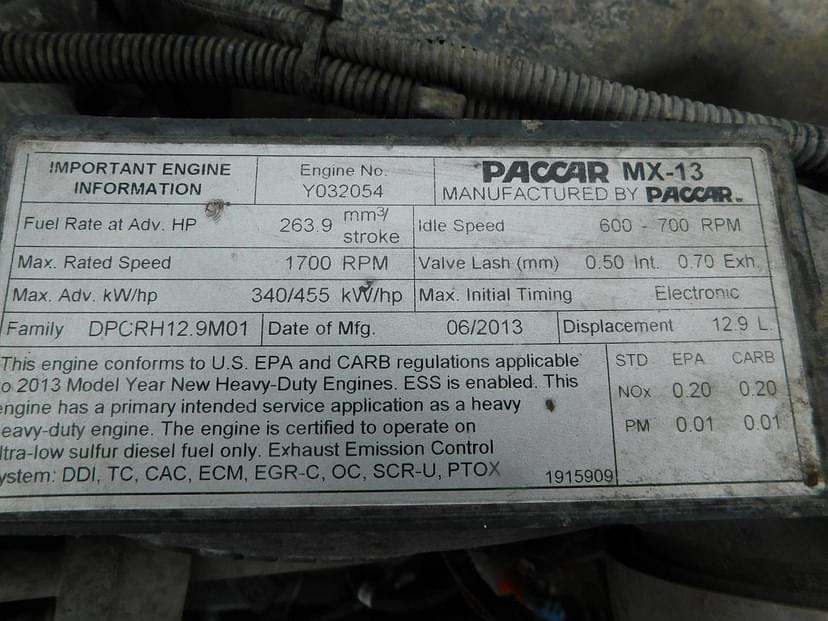 IMPORTANT ENGINE INFORMATION
Engine No. Y032054
PACCAR MX-13
MANUFACTURED BY PACCAR
Fuel Rate at Adv. HP 263.9 mm3/ stroke
Idle Speed 600 - 700 RPM
Max. Rated Speed 1700 RPM
Valve Lash (mm) 0.50 Int. 0.70 Exh.
Max. Adv. kW/hp 340/455 kW/hp
Max. Initial Timing Electronic
Family DPCRH12.9M01
Date of Mfg. 06/2013
Displacement 12.9 L.
This engine conforms to U.S. EPA and CARB regulations applicable
to 2013 Model Year New Heavy-Duty Engines. ESS is enabled. This
engine has a primary intended service application as a heavy
heavy-duty engine. The engine is certified to operate on
ultra-low sulfur diesel fuel only. Exhaust Emission Control
System: DDI, TC, CAC, ECM, EGR-C, OC, SCR-U, PTOX
1915909
STD EPA CARB
NOx 0.20 0.20
PM 0.01 0.01